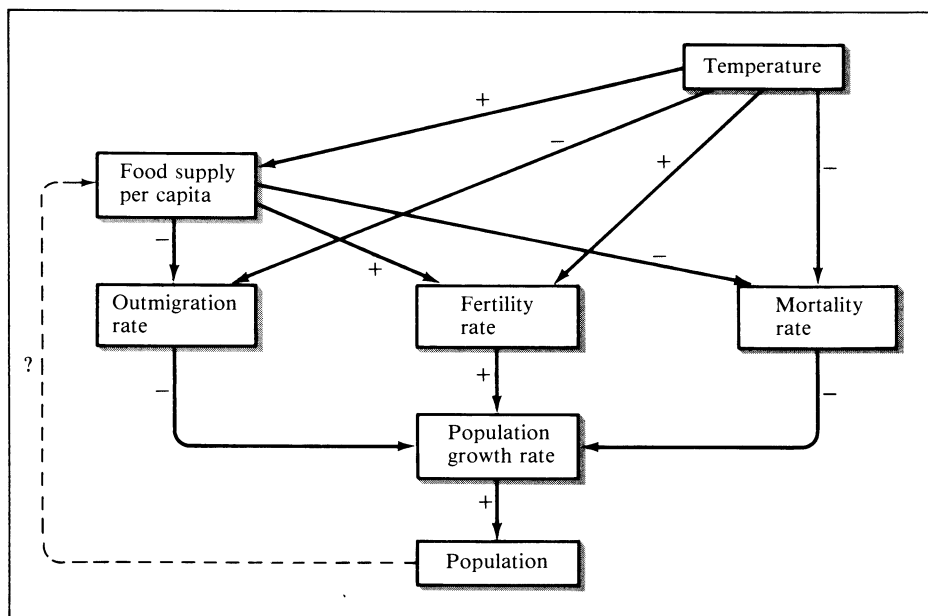 Temperature
+
−
+
−
Food supply
per capita
−
+
−
Outmigration
rate
Fertility
rate
Mortality
rate
?
−
+
−
Population
growth rate
+
Population